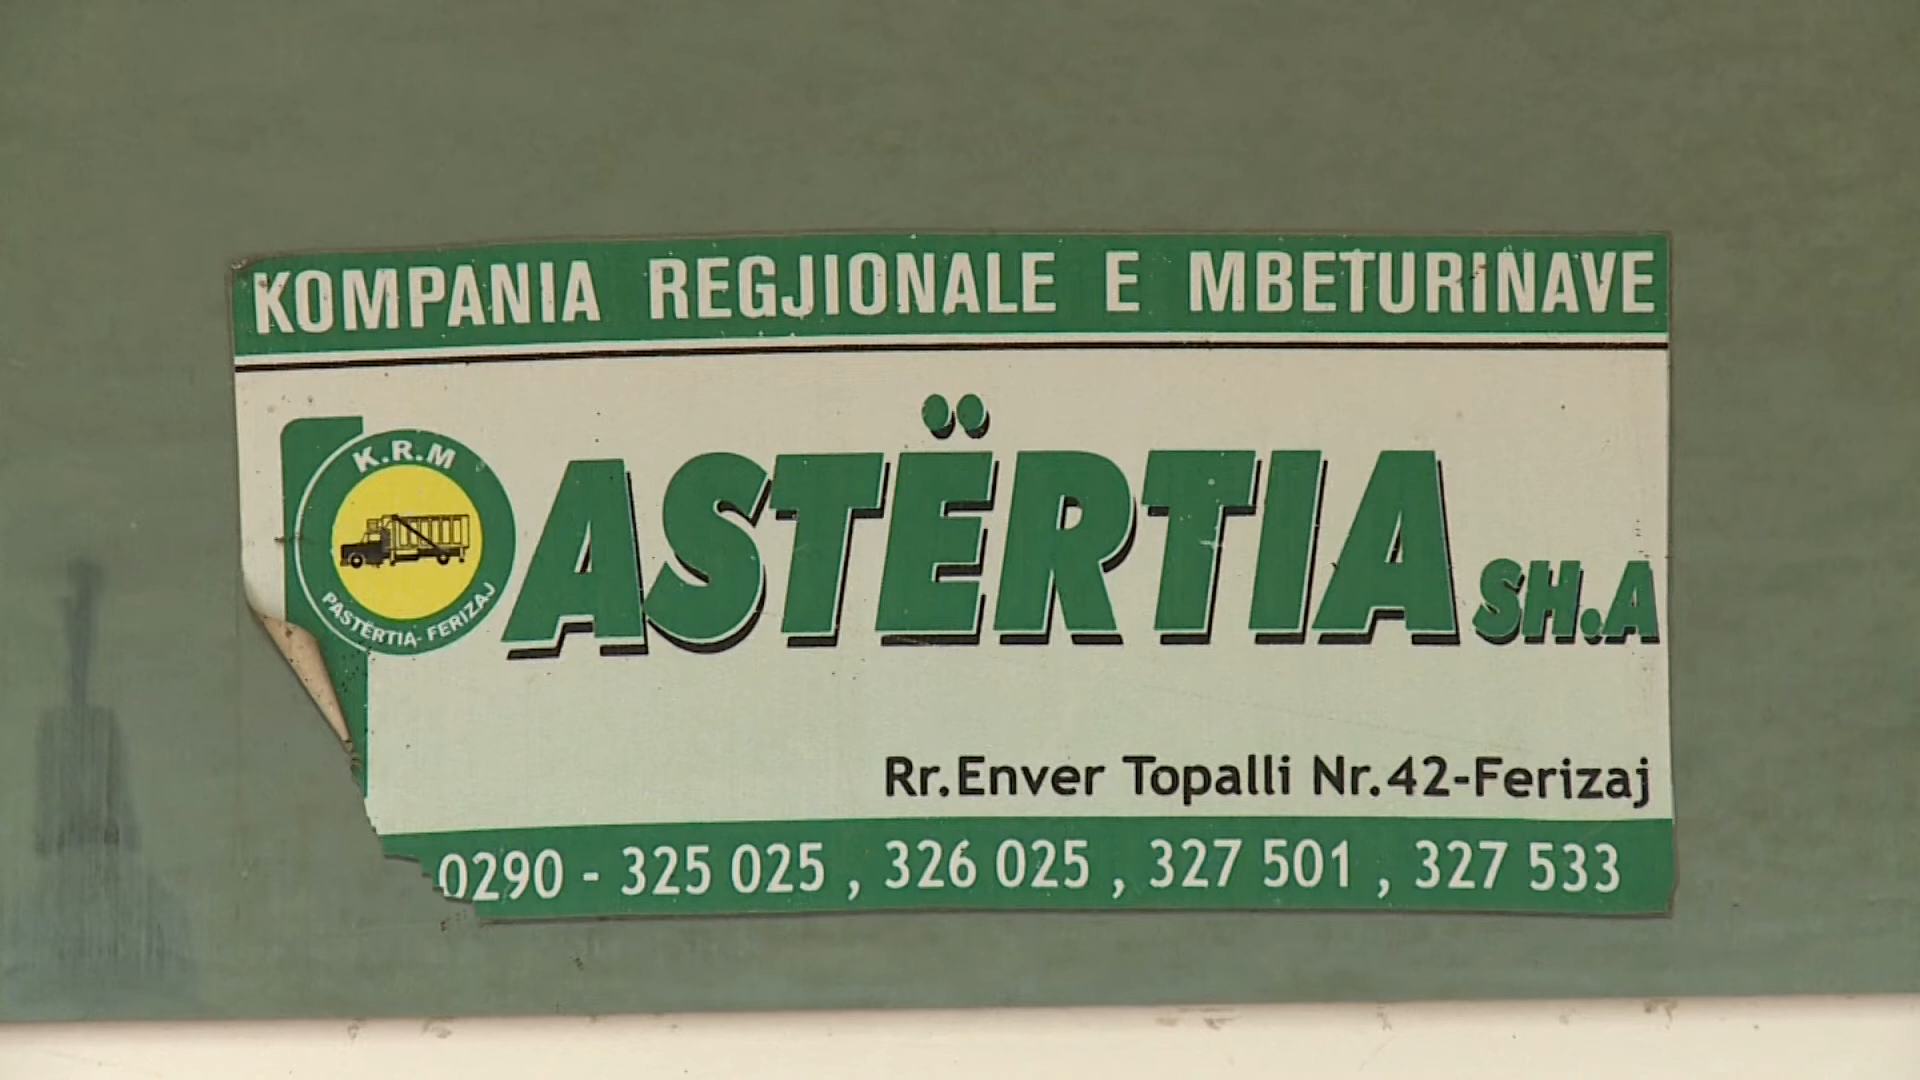 KOMPANIA REGJIONALE E MBETURINAVE
K.R.M
PASTËRTIA- FERIZAJ
PASTËRTIA SH.A
Rr.Enver Topalli Nr.42-Ferizaj
0290 - 325 025 , 326 025 , 327 501 , 327 533